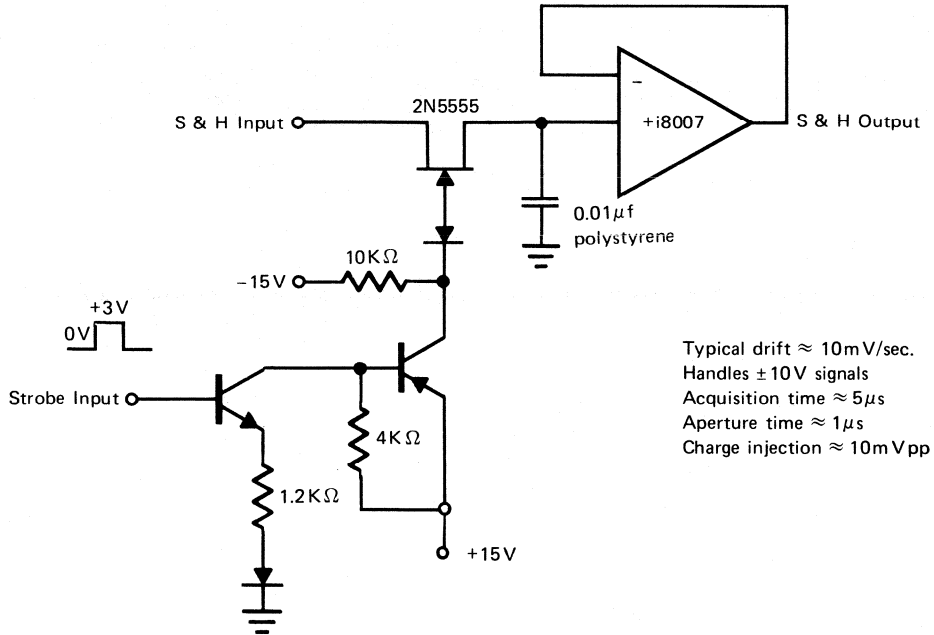 2N5555
S & H Input
-
+i8007
S & H Output
0.01µf
polystyrene
10KΩ
-15V
+3V
0V
Strobe Input
4KΩ
1.2KΩ
+15V
Typical drift ≈ 10mV/sec.
Handles ±10V signals
Acquisition time ≈ 5µs
Aperture time ≈ 1µs
Charge injection ≈ 10mVpp